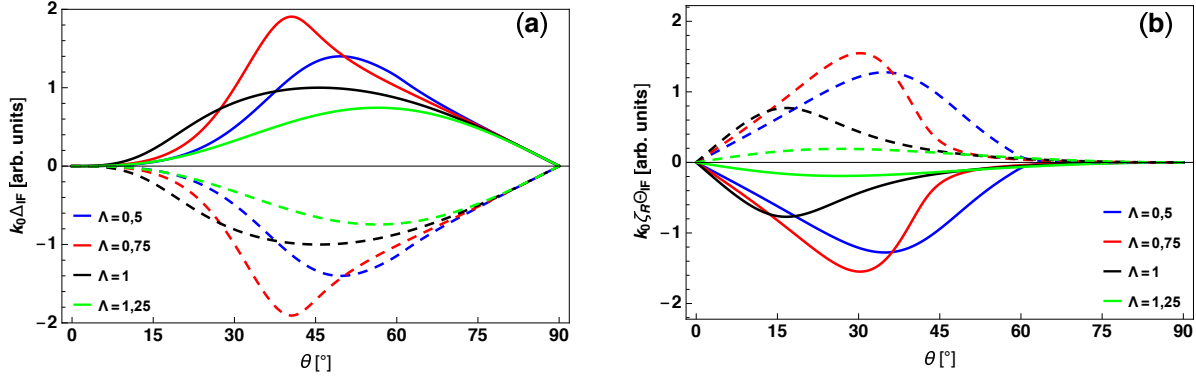 (a)
k₀Δ_IF [arb. units]
2
1
0
−1
−2
Λ = 0,5
Λ = 0,75
Λ = 1
Λ = 1,25
0 15 30 45 60 75 90
θ [°]
(b)
k₀ζ_RΘ_IF [arb. units]
2
1
0
−1
−2
Λ = 0,5
Λ = 0,75
Λ = 1
Λ = 1,25
0 15 30 45 60 75 90
θ [°]